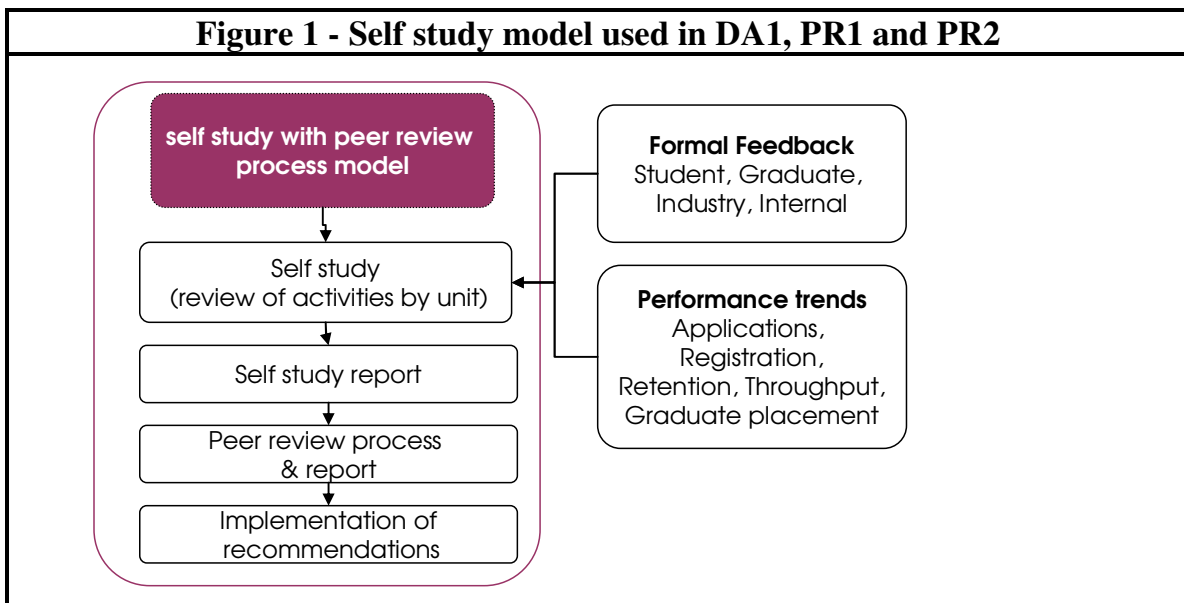 Figure 1 - Self study model used in DA1, PR1 and PR2
self study with peer review
process model
Self study
(review of activities by unit)
Self study report
Peer review process
& report
Implementation of
recommendations
Formal Feedback
Student, Graduate,
Industry, Internal
Performance trends
Applications,
Registration,
Retention, Throughput,
Graduate placement